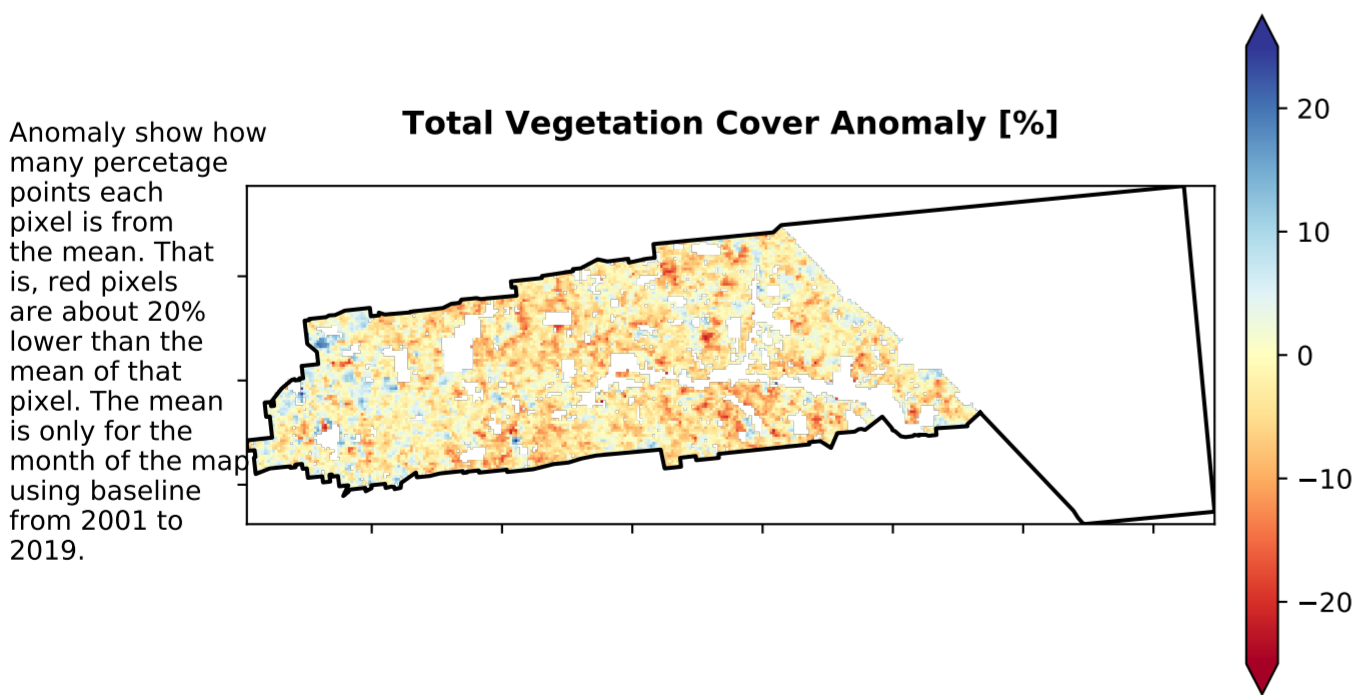 Total Vegetation Cover Anomaly [%]
Anomaly show how
many percetage
points each
pixel is from
the mean. That
is, red pixels
are about 20%
lower than the
mean of that
pixel. The mean
is only for the
month of the map
using baseline
from 2001 to
2019.
20
10
0
−10
−20